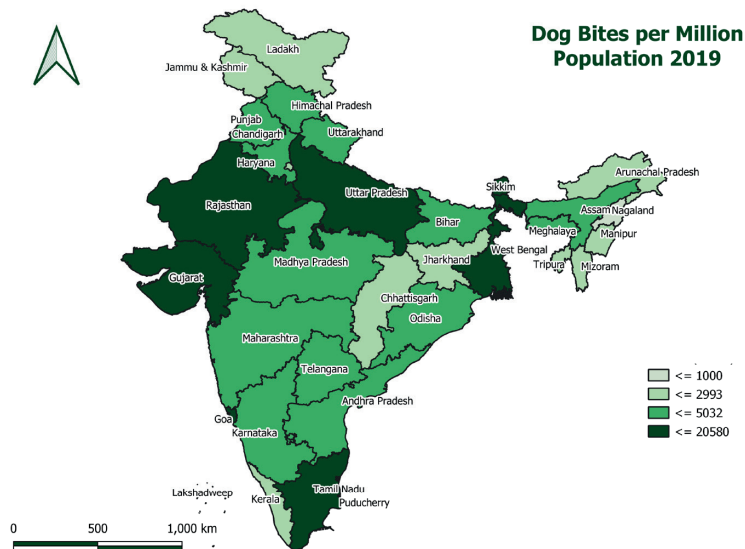 Dog Bites per Million
Population 2019
Ladakh
Jammu & Kashmir
Himachal Pradesh
Punjab
Chandigarh
Uttarakhand
Haryana
Arunachal Pradesh
Uttar Pradesh
Sikkim
Rajasthan
Assam
Nagaland
Bihar
Meghalaya
Manipur
West Bengal
Jharkhand
Madhya Pradesh
Tripura
Mizoram
Gujarat
Chhattisgarh
Odisha
Maharashtra
Telangana
<= 1000
<= 2993
<= 5032
<= 20580
Andhra Pradesh
Goa
Karnataka
Lakshadweep
Tamil Nadu
Kerala
Puducherry
0 500 1,000 km